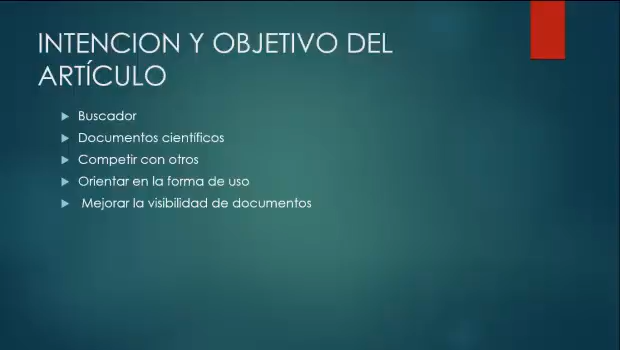 INTENCION Y OBJETIVO DEL
ARTÍCULO
Buscador
Documentos científicos
Competir con otros
Orientar en la forma de uso
Mejorar la visibilidad de documentos